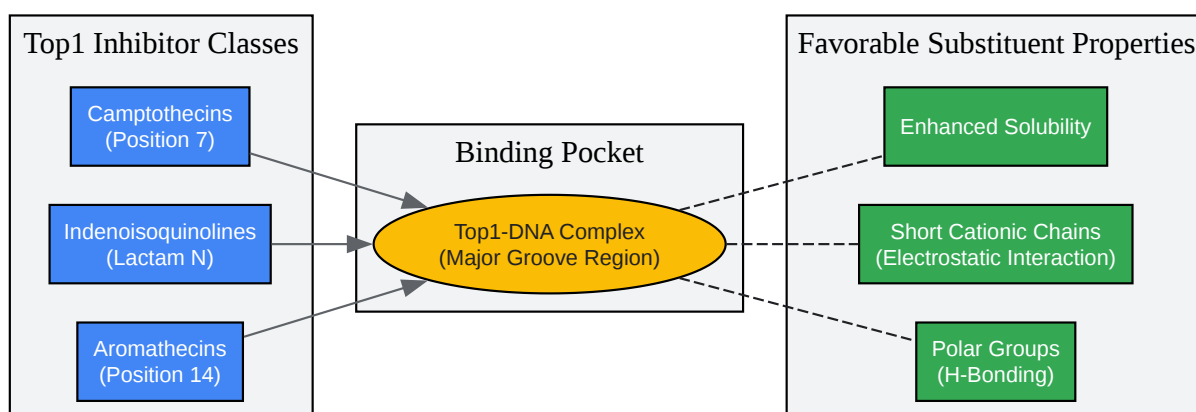 Top1 Inhibitor Classes
Camptothecins
(Position 7)
Indenoisoquinolines
(Lactam N)
Aromathecins
(Position 14)
Binding Pocket
Top1-DNA Complex
(Major Groove Region)
Favorable Substituent Properties
Enhanced Solubility
Short Cationic Chains
(Electrostatic Interaction)
Polar Groups
(H-Bonding)